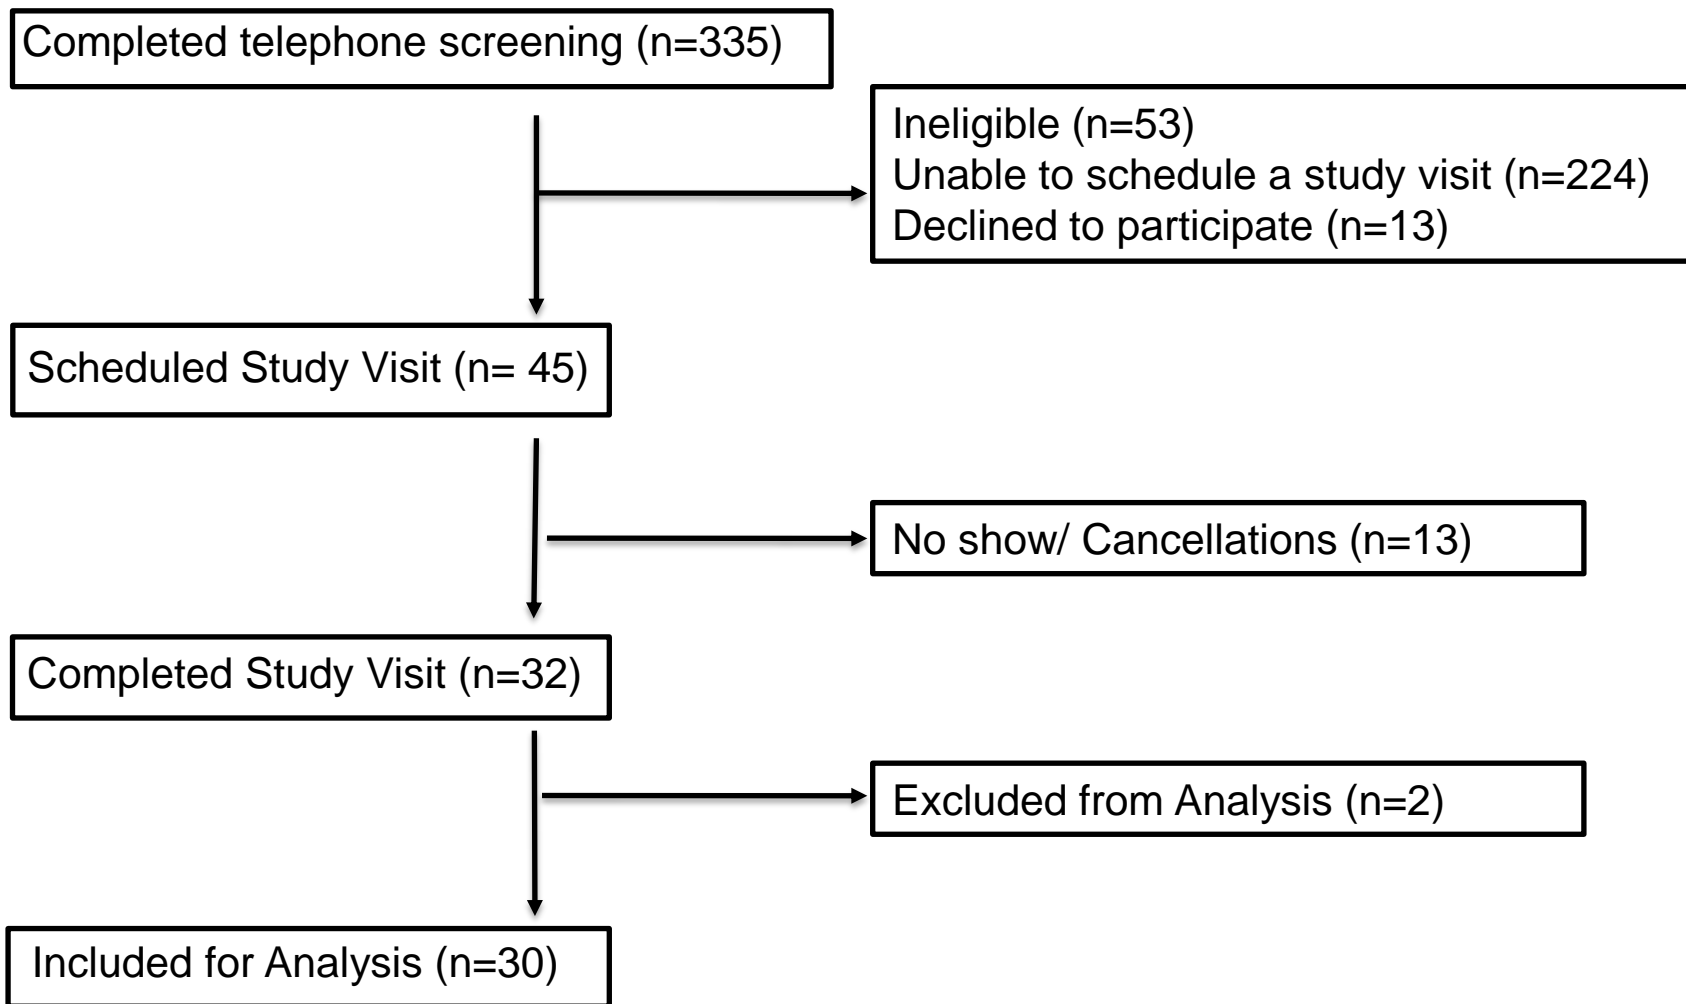 Completed telephone screening (n=335)
Ineligible (n=53)
Unable to schedule a study visit (n=224)
Declined to participate (n=13)
Scheduled Study Visit (n= 45)
No show/ Cancellations (n=13)
Completed Study Visit (n=32)
Excluded from Analysis (n=2)
Included for Analysis (n=30)